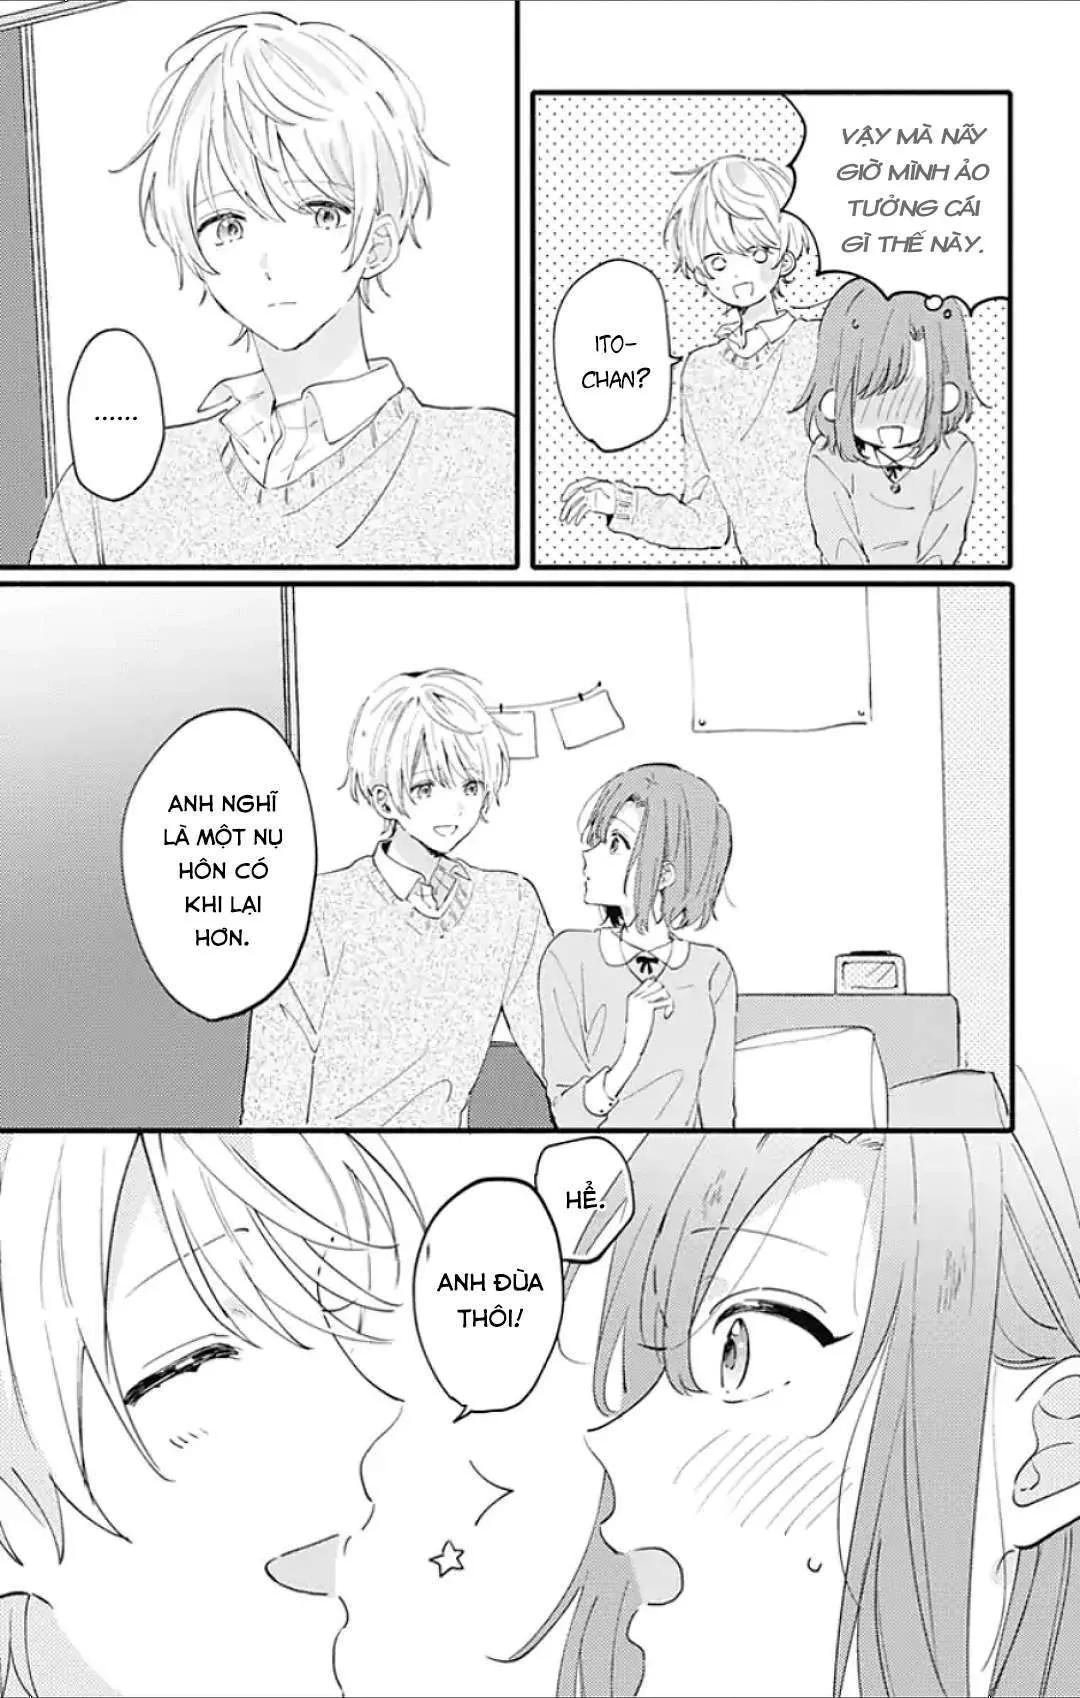 VẬY MÀ NÃY
GIỜ MÌNH ẢO
TƯỞNG CÁI
GÌ THẾ NÀY.
ITO-
CHAN?
......
ANH NGHĨ
LÀ MỘT NỤ
HÔN CÓ
KHI LẠI
HƠN.
HỂ.
ANH ĐÙA
THÔI!